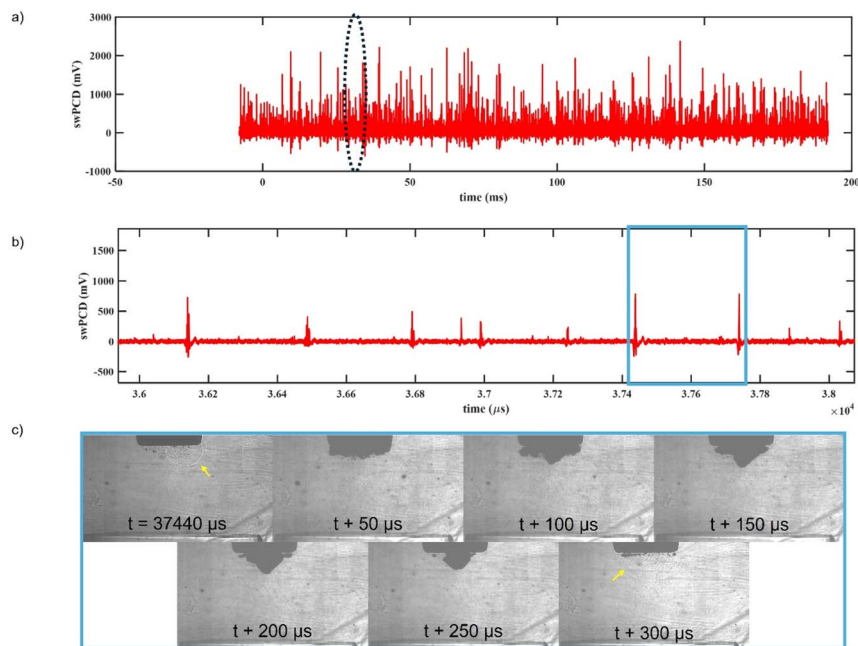 a)
3000
2000
1000
0
-1000
swPCD (mV)
-50 0 50 100 150 200
time (ms)
b)
1500
1000
500
0
-500
swPCD (mV)
3.6 3.62 3.64 3.66 3.68 3.7 3.72 3.74 3.76 3.78 3.8
time (μs)
×10⁴
c)
t = 37440 µs t + 50 µs t + 100 µs t + 150 µs
t + 200 µs t + 250 µs t + 300 µs